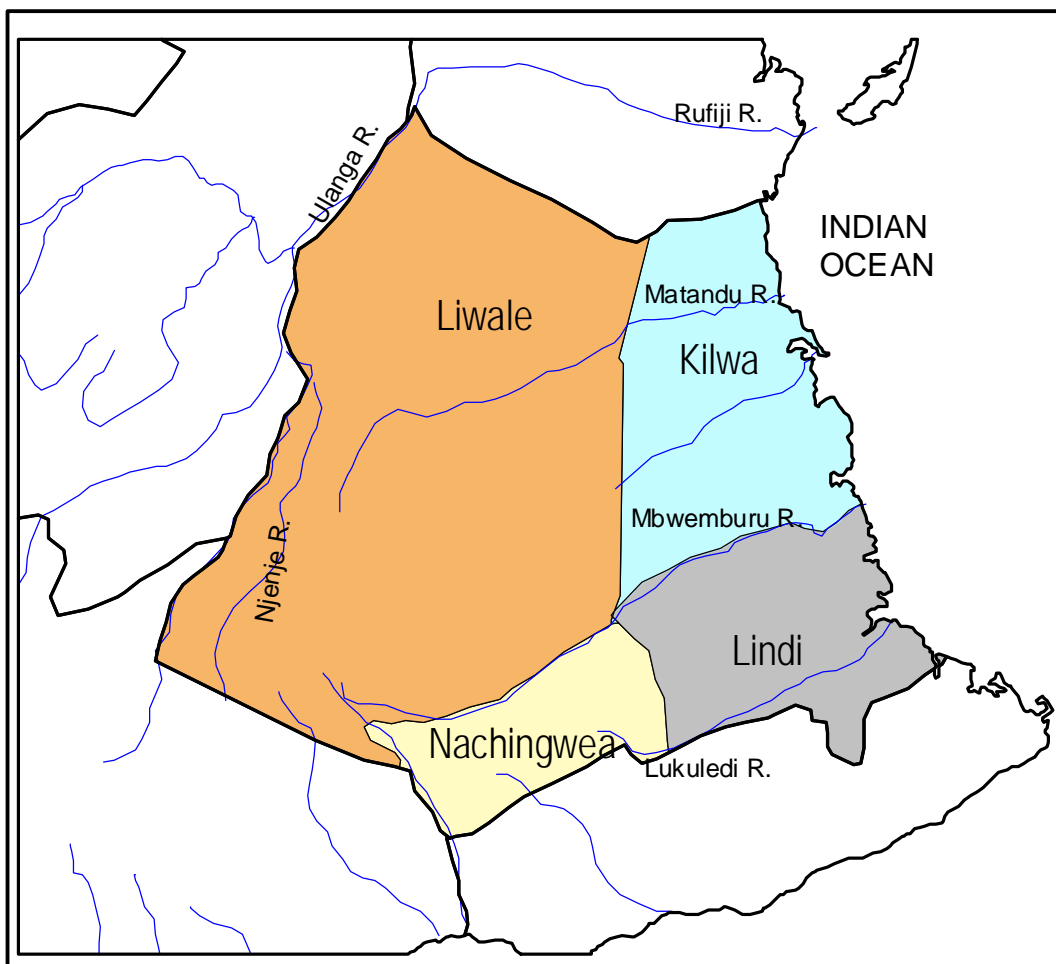 Rufiji R.
Ulanga R.
INDIAN
OCEAN
Matandu R.
Liwale
Kilwa
Mbwemburu R.
Njenje R.
Lindi
Nachingwea
Lukuledi R.